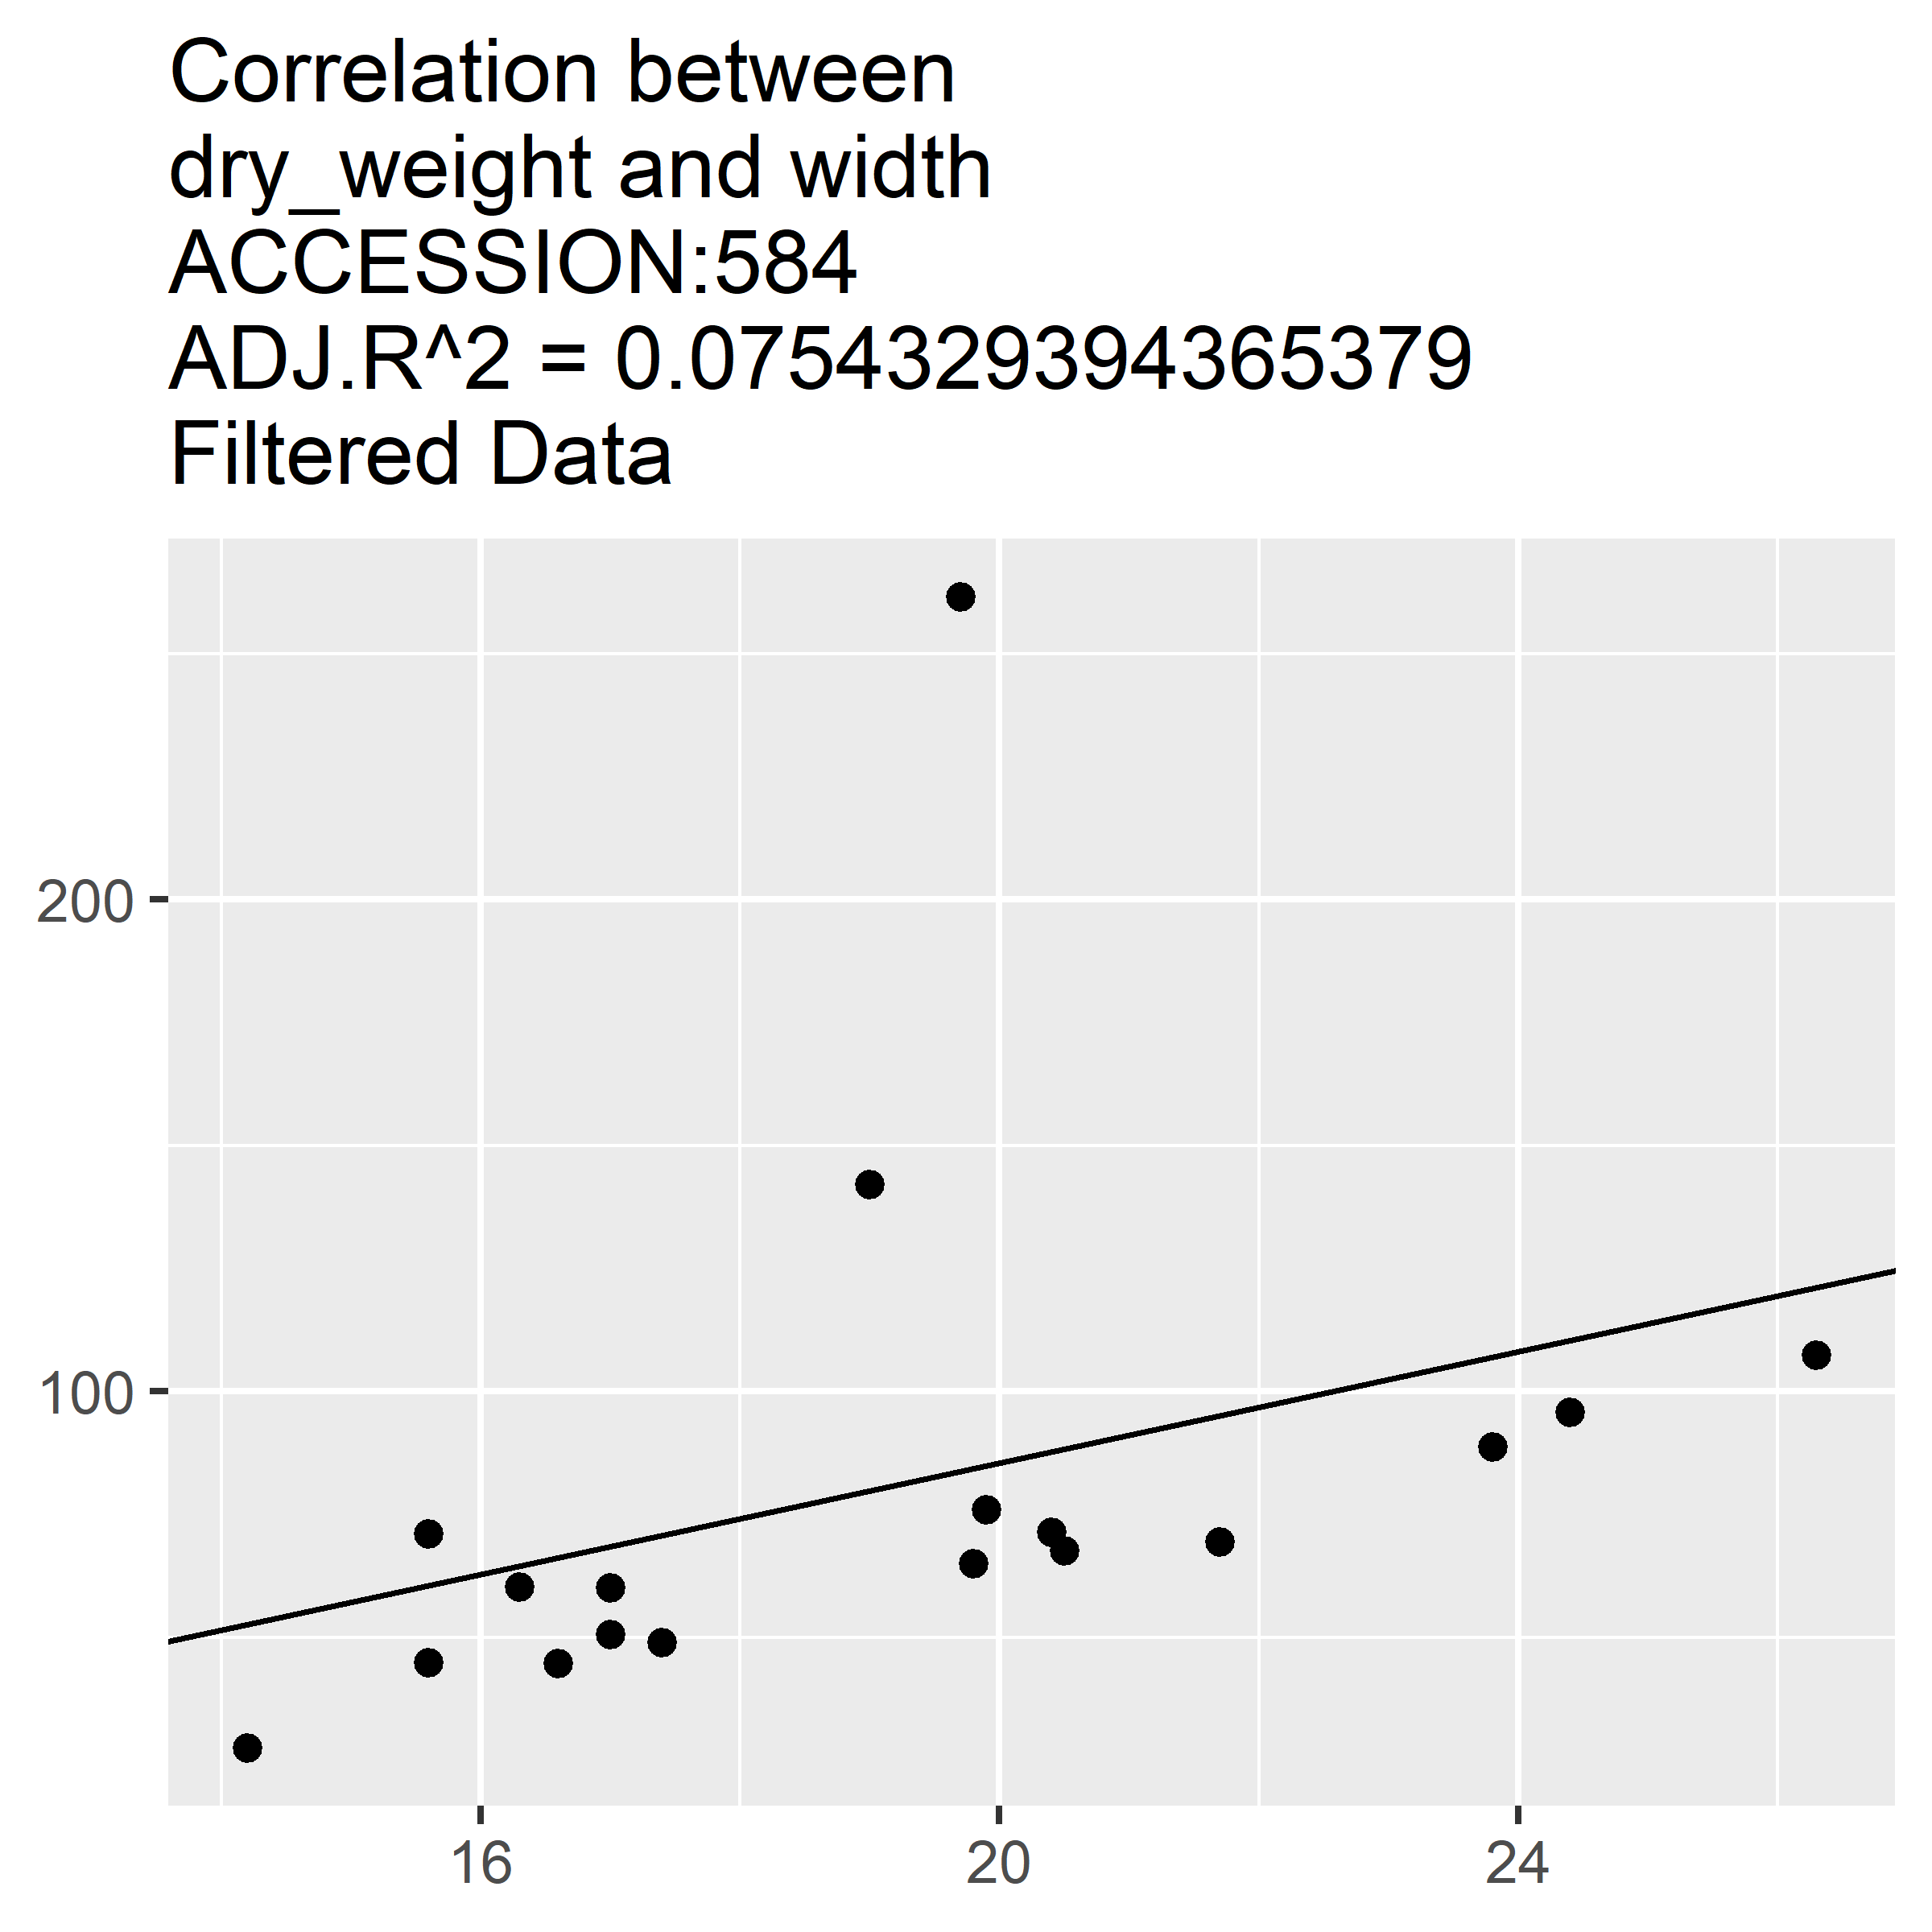 Correlation between
dry_weight and width
ACCESSION:584
ADJ.R^2 = 0.0754329394365379
Filtered Data
200
100
16
20
24